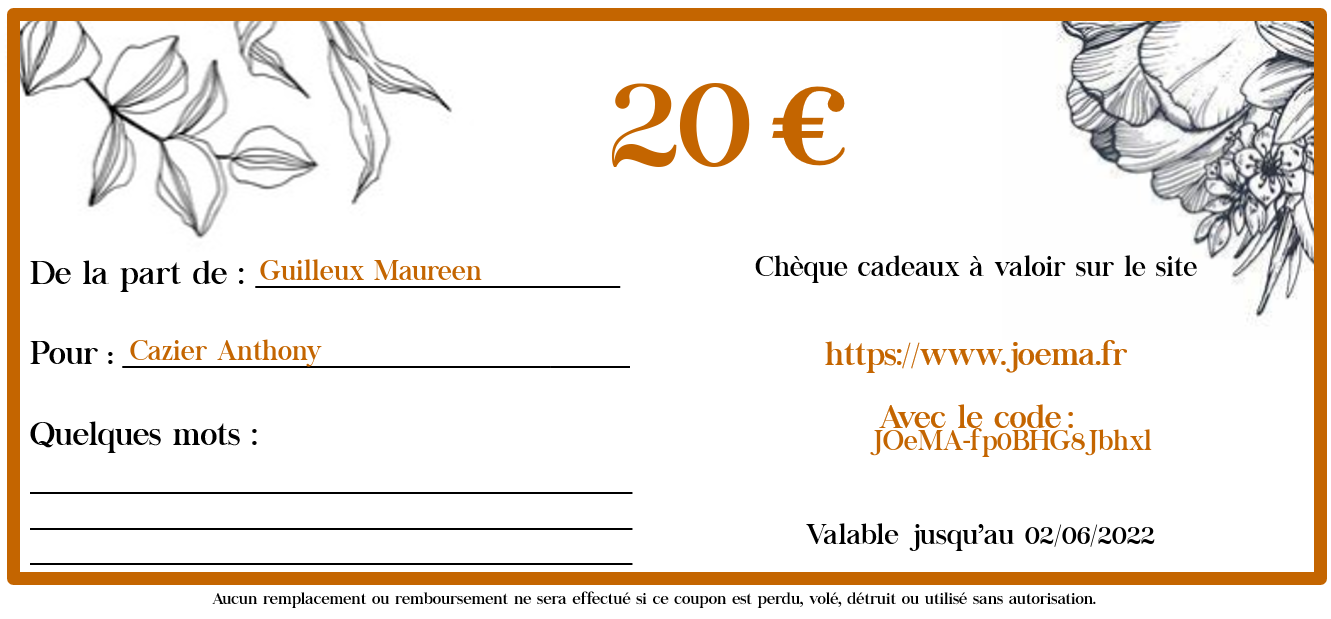 20 €
De la part de : Guilleux Maureen
Pour : Cazier Anthony
Quelques mots :
Chèque cadeaux à valoir sur le site
https://www.joema.fr
Avec le code :
JOeMA-fp0BHG8Jbhxl
Valable jusqu'au 02/06/2022
Aucun remplacement ou remboursement ne sera effectué si ce coupon est perdu, volé, détruit ou utilisé sans autorisation.